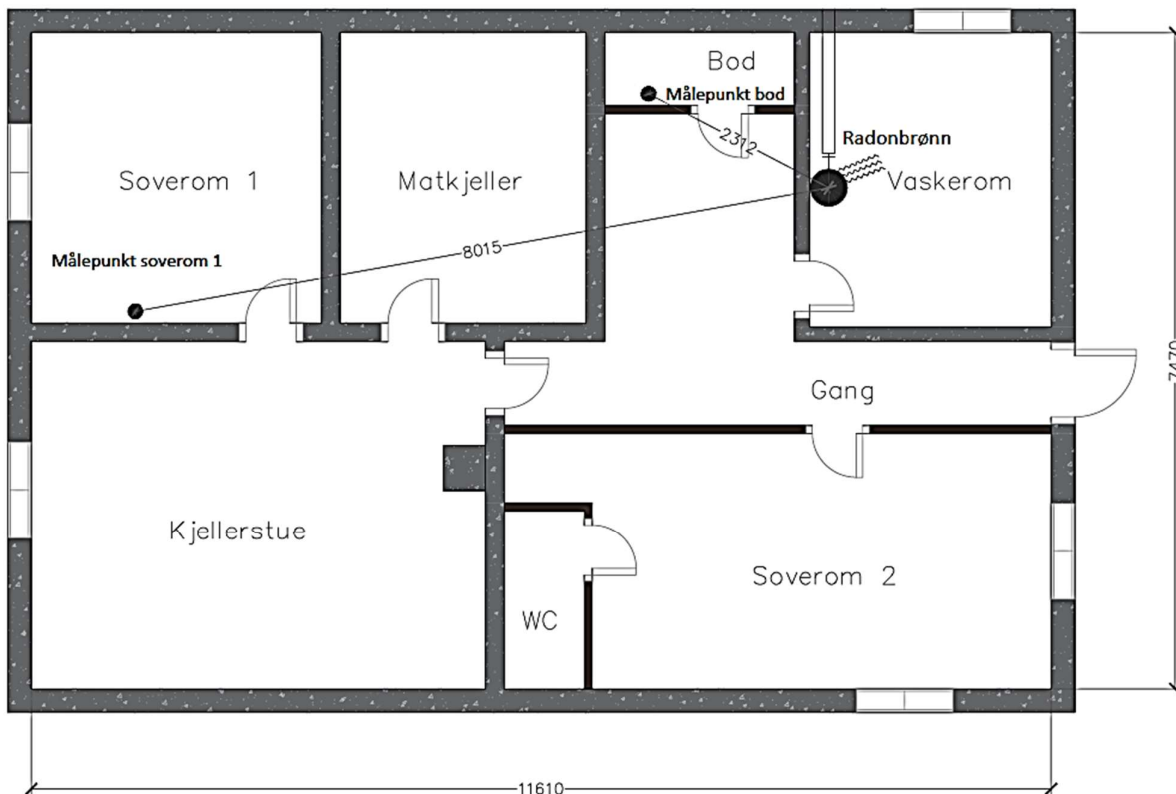 Bod
Målepunkt bod
2312
Radonbrønn
Soverom 1
Matkjeller
Vaskerom
8015
Målepunkt soverom 1
7470
Gang
Kjellerstue
Soverom 2
WC
11610